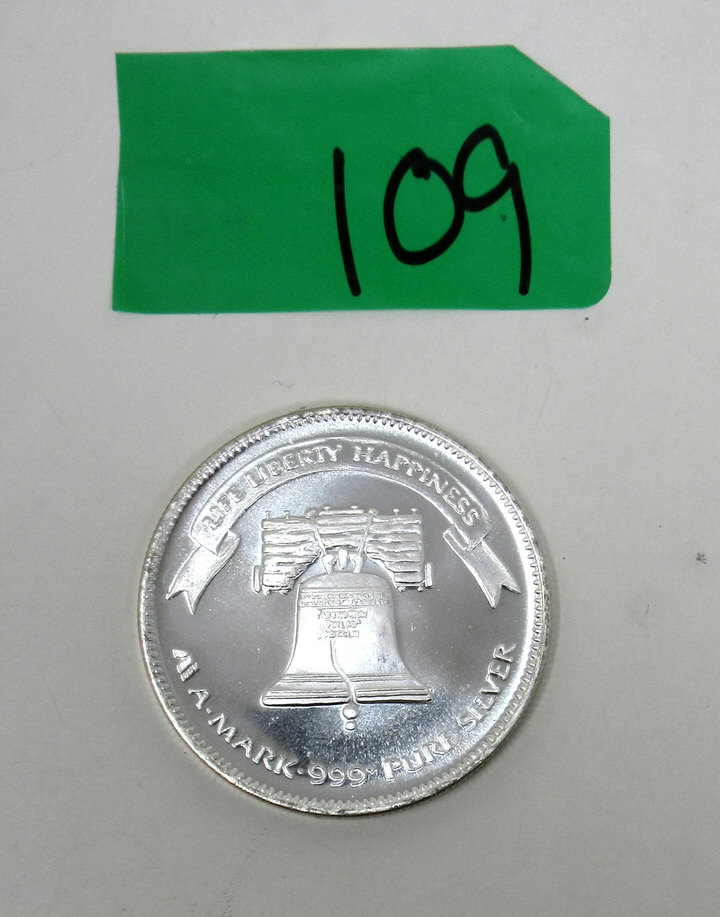 109
LIFE LIBERTY HAPPINESS
A-MARK · 999+ PURE SILVER